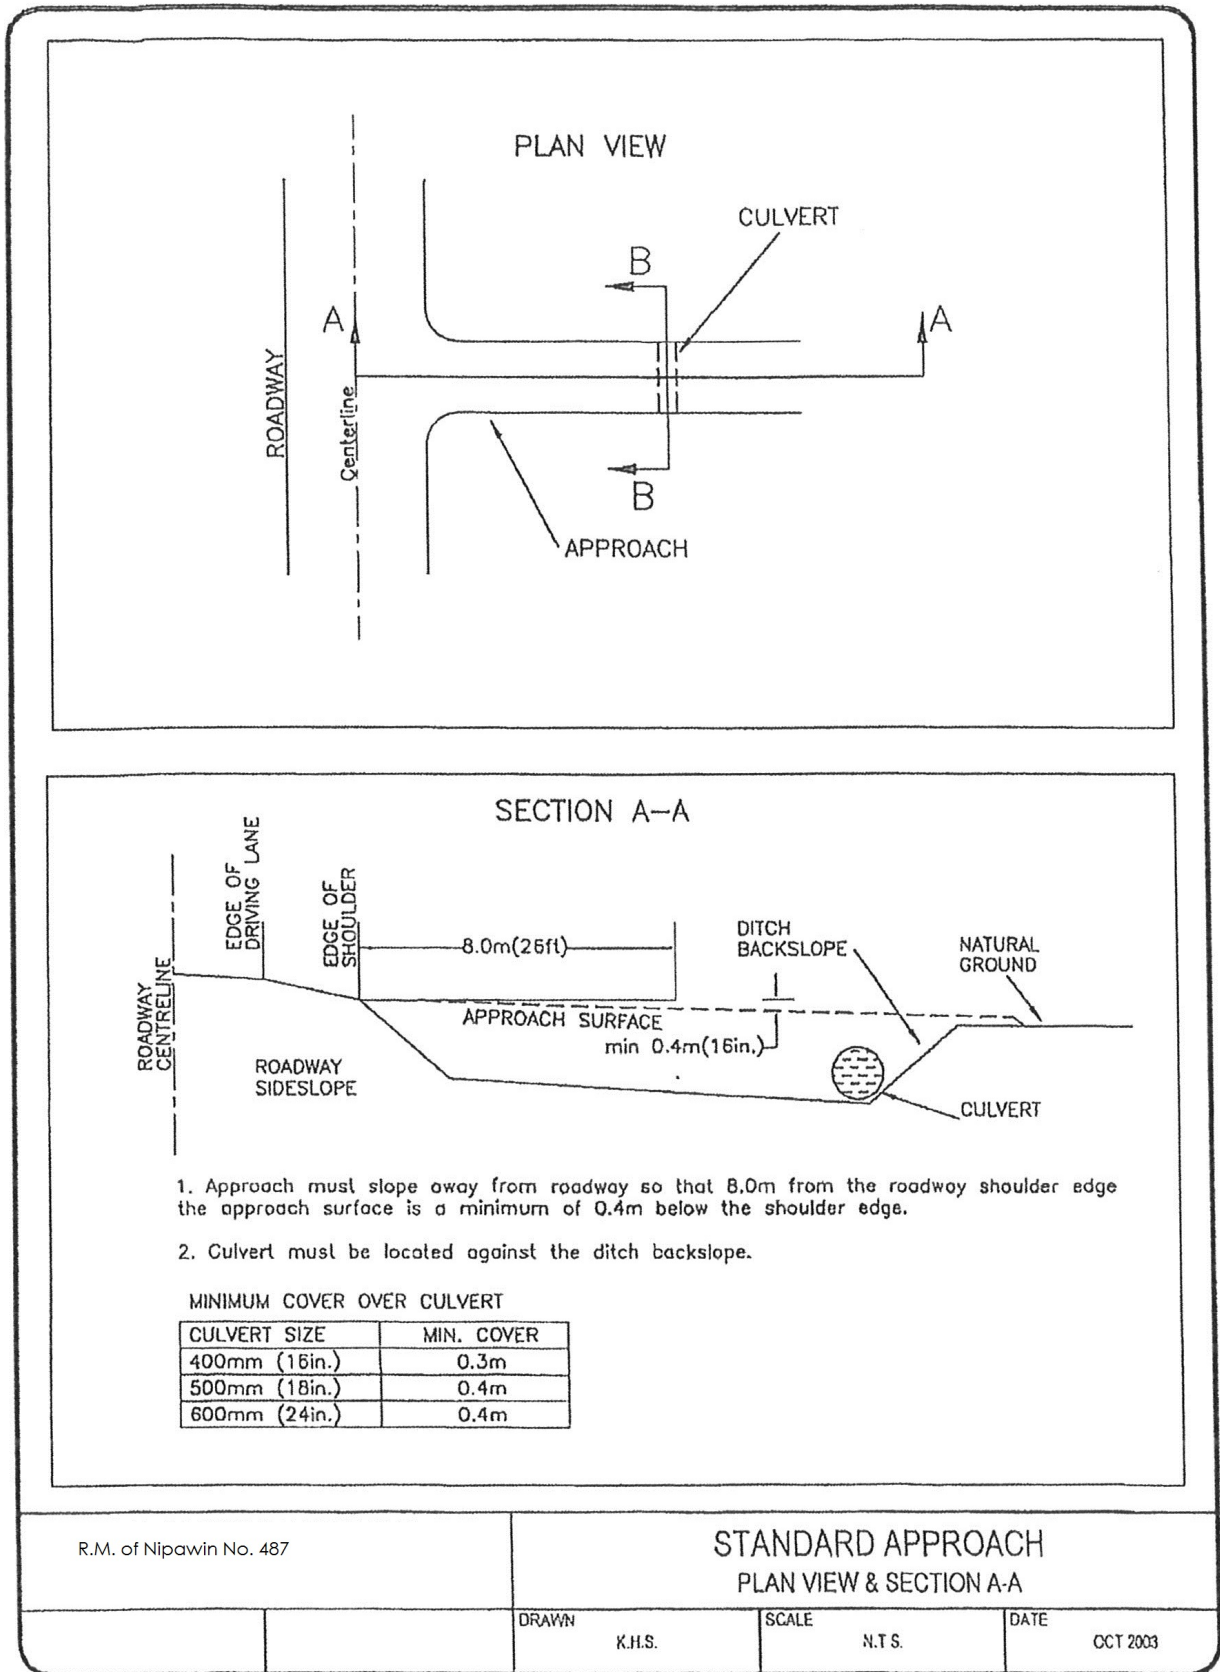 PLAN VIEW
CULVERT
B
A
A
ROADWAY
Centerline
B
APPROACH
SECTION A-A
EDGE OF
DRIVING LANE
EDGE OF
SHOULDER
8.0m(26ft)
DITCH
BACKSLOPE
NATURAL
GROUND
ROADWAY
CENTRELINE
APPROACH SURFACE
min 0.4m(16in.)
ROADWAY
SIDESLOPE
CULVERT
1. Approach must slope away from roadway so that 8.0m from the roadway shoulder edge
the approach surface is a minimum of 0.4m below the shoulder edge.
2. Culvert must be located against the ditch backslope.
MINIMUM COVER OVER CULVERT
CULVERT SIZE MIN. COVER
400mm (16in.) 0.3m
500mm (18in.) 0.4m
600mm (24in.) 0.4m
R.M. of Nipawin No. 487
STANDARD APPROACH
PLAN VIEW & SECTION A-A
DRAWN
K.H.S.
SCALE
N.T S.
DATE
OCT 2003